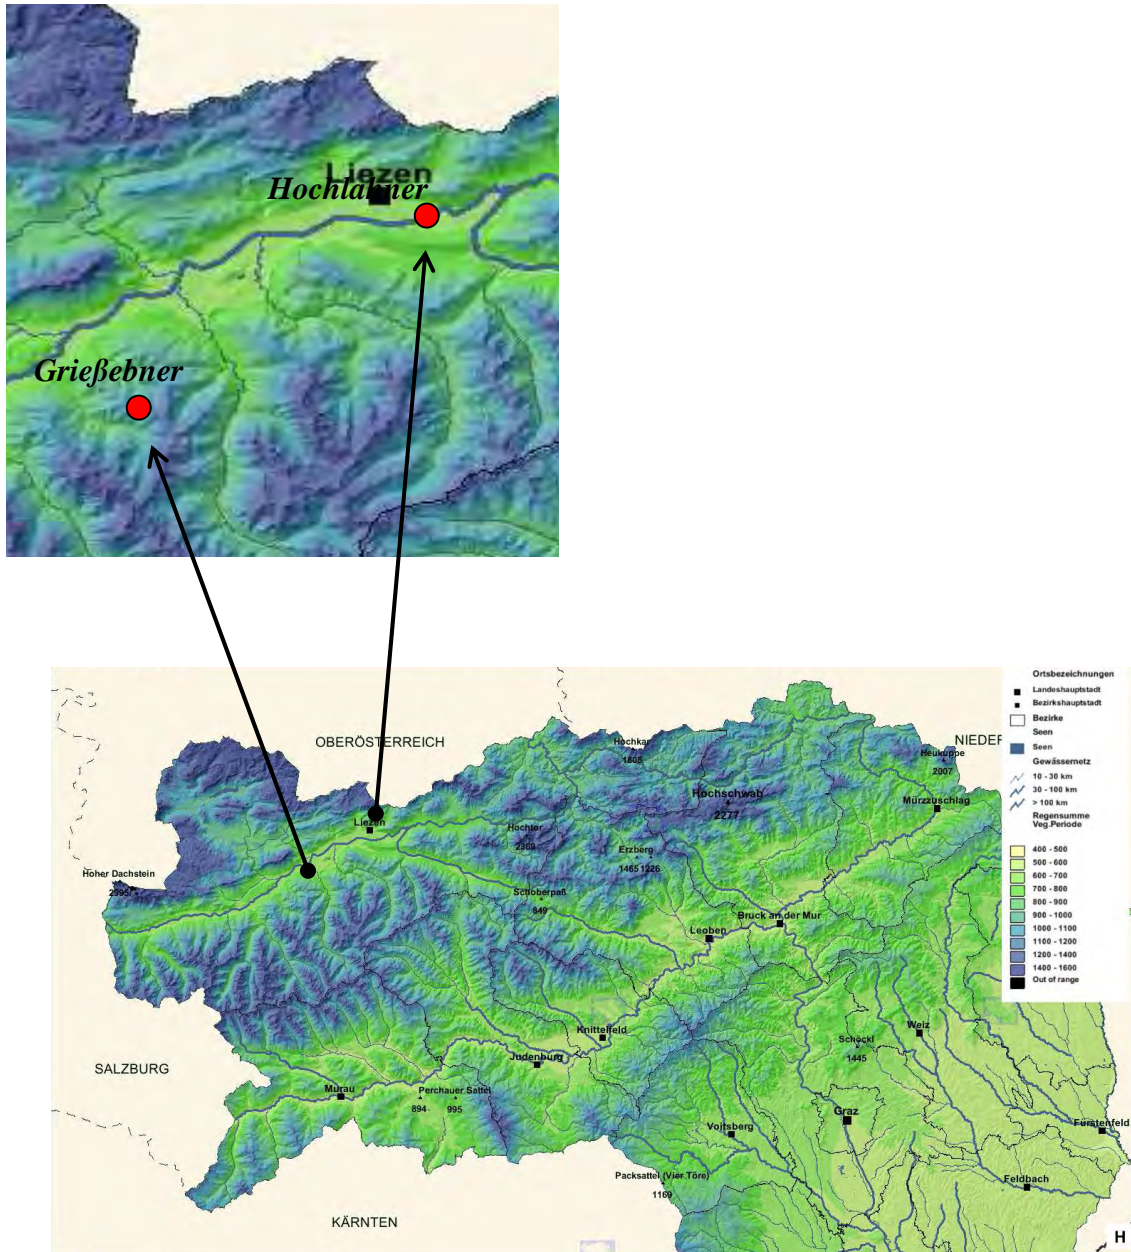 Liezen
Hochlahner
Grießebner
Ortsbezeichnungen
Landeshauptstadt
Bezirkshauptstadt
Bezirke
Seen
Seen
Gewässernetz
10 - 30 km
30 - 100 km
> 100 km
Regensumme
Veg.Periode
400 - 500
500 - 600
600 - 700
700 - 800
800 - 900
900 - 1000
1000 - 1100
1100 - 1200
1200 - 1400
1400 - 1600
Out of range
OBERÖSTERREICH
NIEDER
Hochkar
1808
Heukuppe
2007
Hochschwab
2277
Mürzzuschlag
Liezen
Hochtor
2369
Erzberg
1465 1226
Hoher Dachstein
2995
Schoberpaß
849
Bruck an der Mur
Leoben
Knittelfeld
Weiz
Schöckl
1445
Judenburg
SALZBURG
Murau
Perchauer Sattel
894 995
Graz
Voitsberg
Fürstenfeld
Packsattel (Vier Töre)
1169
Feldbach
KÄRNTEN
H